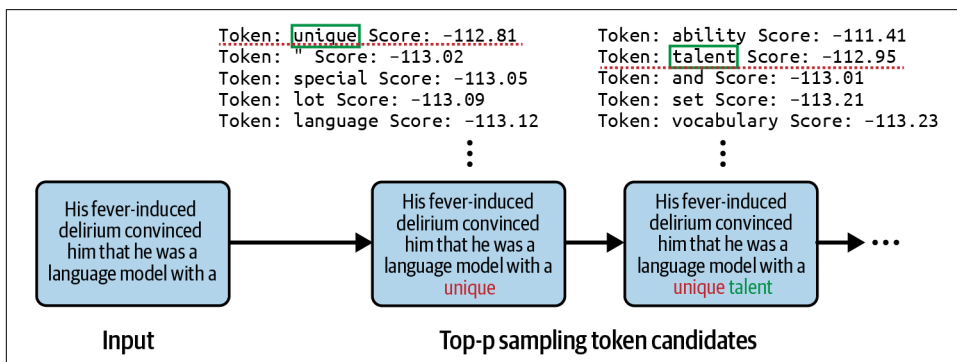 Token: unique Score: -112.81
Token: " Score: -113.02
Token: special Score: -113.05
Token: lot Score: -113.09
Token: language Score: -113.12
Token: ability Score: -111.41
Token: talent Score: -112.95
Token: and Score: -113.01
Token: set Score: -113.21
Token: vocabulary Score: -113.23
His fever-induced
delirium convinced
him that he was a
language model with a
His fever-induced
delirium convinced
him that he was a
language model with a
unique
His fever-induced
delirium convinced
him that he was a
language model with a
unique talent
Input
Top-p sampling token candidates